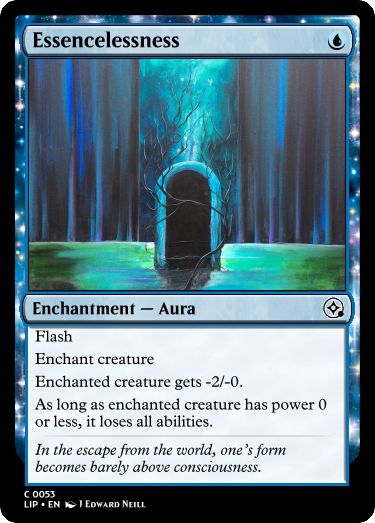 Essencelessness
Enchantment — Aura
Flash
Enchant creature
Enchanted creature gets -2/-0.
As long as enchanted creature has power 0
or less, it loses all abilities.
In the escape from the world, one's form
becomes barely above consciousness.
C 0053
LIP • EN J Edward Neill